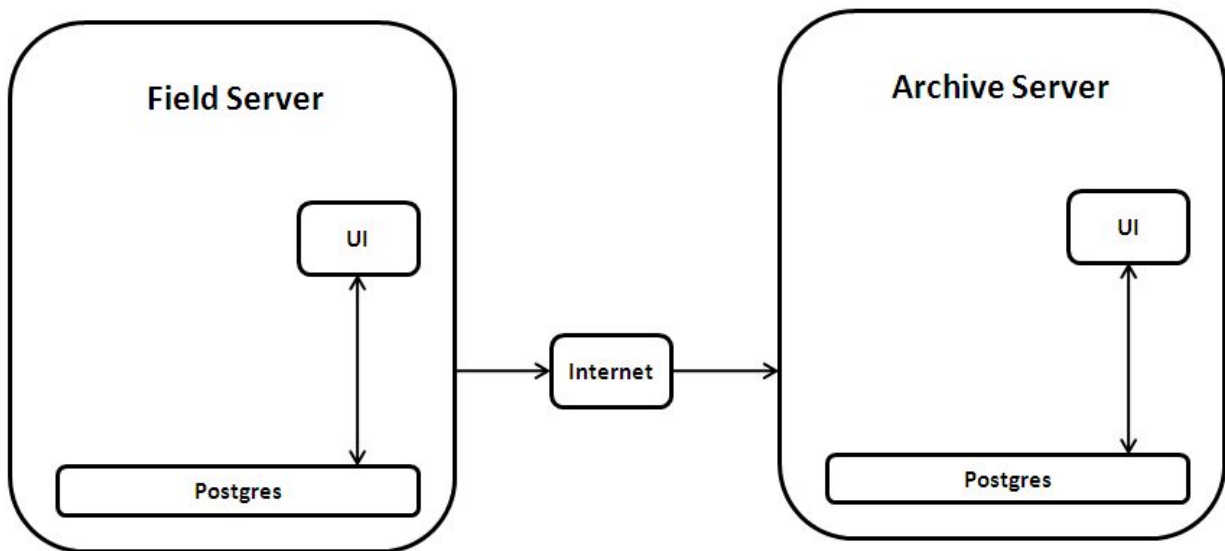 Field Server
Archive Server
UI
UI
Internet
Postgres
Postgres